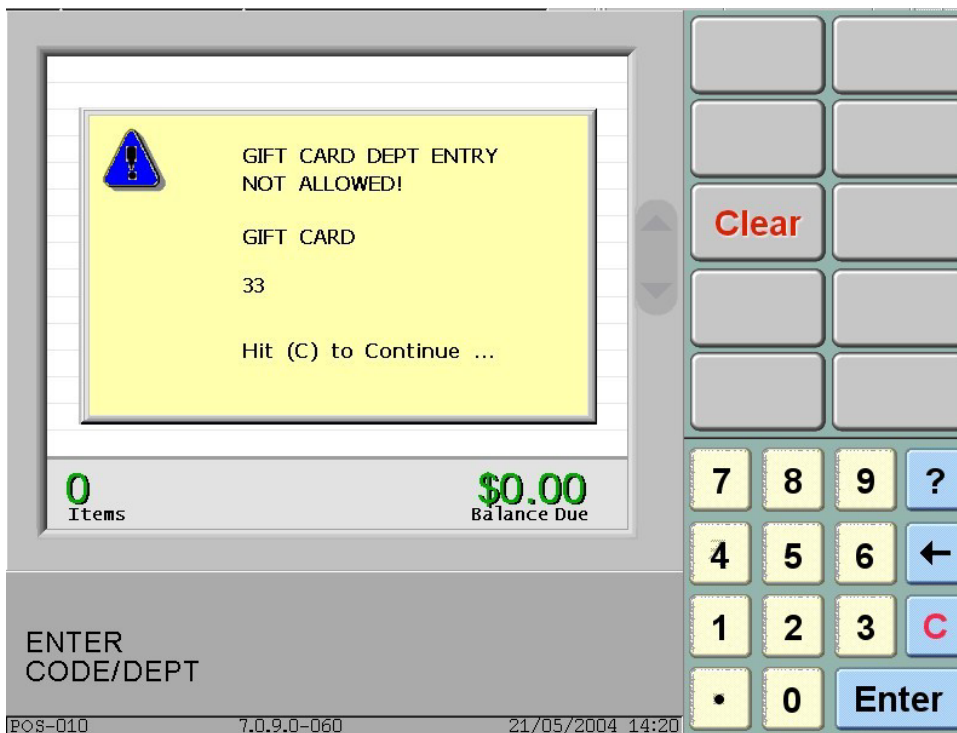 GIFT CARD DEPT ENTRY
NOT ALLOWED!
GIFT CARD
33
Hit (C) to Continue ...
0
Items
$0.00
Balance Due
ENTER
CODE/DEPT
POS-010 7.0.9.0-060 21/05/2004 14:20
Clear
7 8 9 ?
4 5 6 ←
1 2 3 C
. 0 Enter